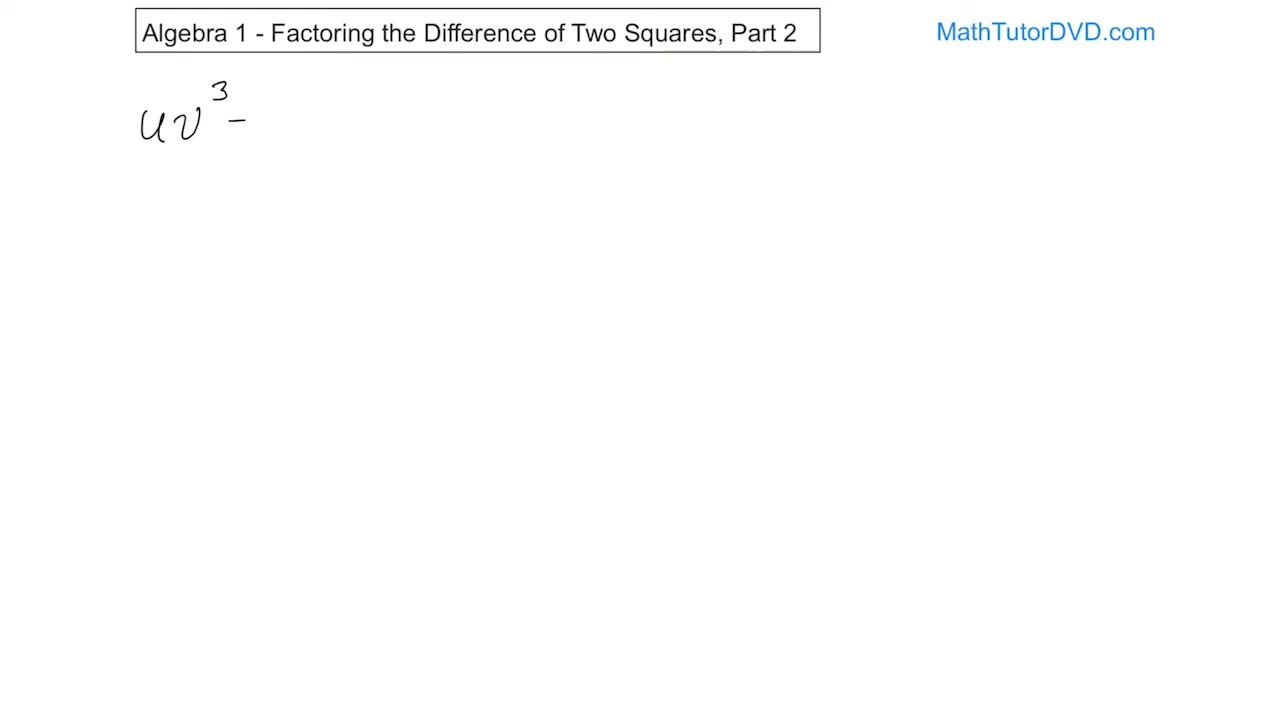 Algebra 1 - Factoring the Difference of Two Squares, Part 2
MathTutorDVD.com
uv³ -